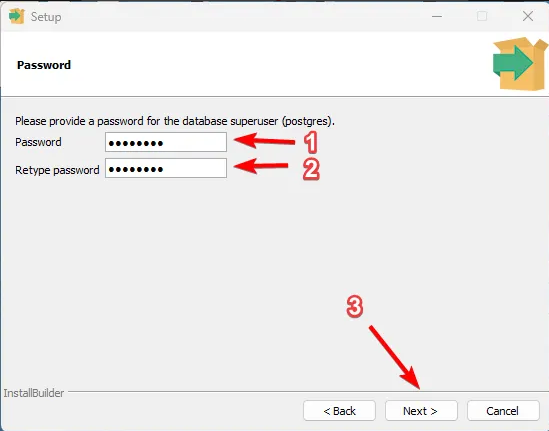 Setup
Password
Please provide a password for the database superuser (postgres).
Password ●●●●●●●● 1
Retype password ●●●●●●●● 2
3
InstallBuilder
< Back Next > Cancel